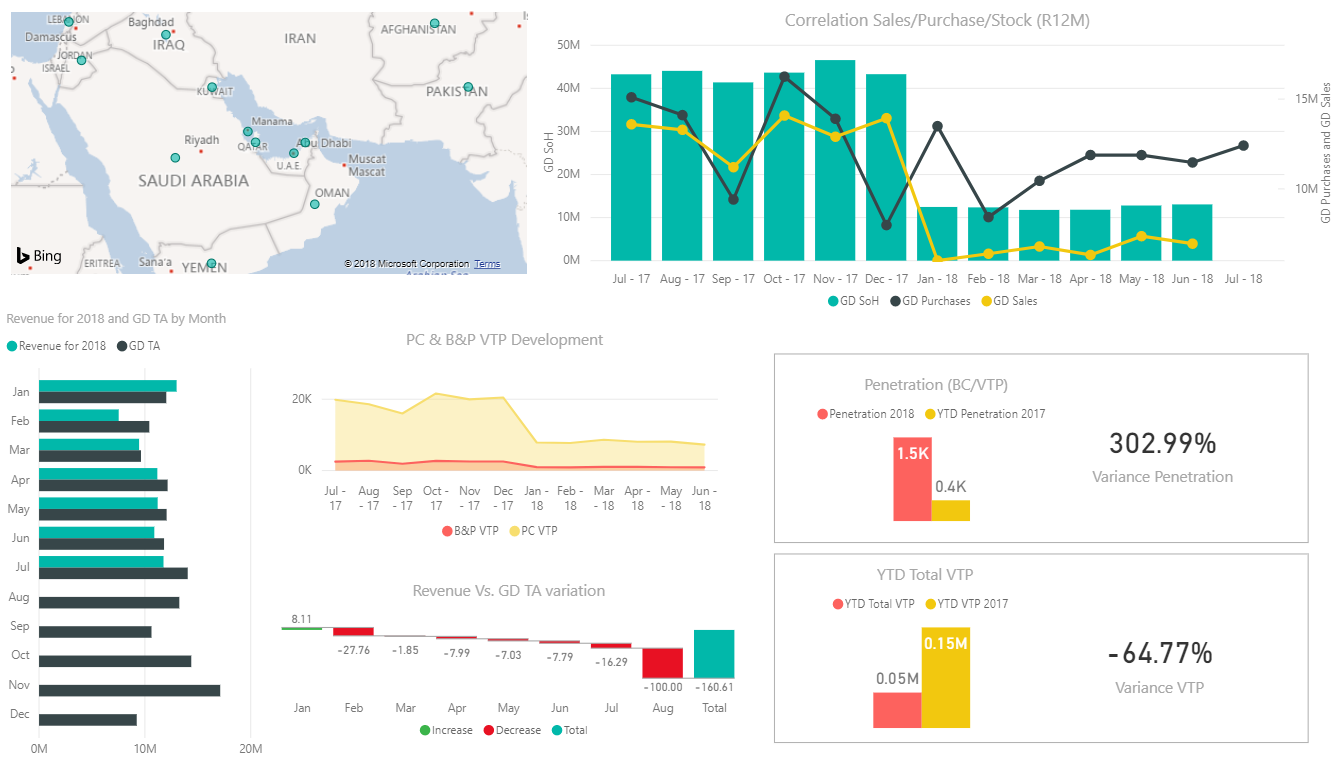 LEBANON
Damascus
Baghdad
IRAQ
IRAN
AFGHANISTAN
JORDAN
ISRAEL
KUWAIT
PAKISTAN
Manama
Riyadh
QATAR
Abu Dhabi
U.A.E.
Muscat
Muscat
SAUDI ARABIA
OMAN
Bing
ERITREA
Sana'a
YEMEN
© 2018 Microsoft Corporation Terms
Arabian Sea
Correlation Sales/Purchase/Stock (R12M)
50M
40M
30M
20M
10M
0M
GD SoH
15M
10M
GD Purchases and GD Sales
Jul - 17 Aug - 17 Sep - 17 Oct - 17 Nov - 17 Dec - 17 Jan - 18 Feb - 18 Mar - 18 Apr - 18 May - 18 Jun - 18 Jul - 18
GD SoH GD Purchases GD Sales
Revenue for 2018 and GD TA by Month
Revenue for 2018 GD TA
Jan
Feb
Mar
Apr
May
Jun
Jul
Aug
Sep
Oct
Nov
Dec
0M 10M 20M
PC & B&P VTP Development
20K
0K
Jul - Aug Sep Oct - Nov Dec Jan - Feb - Mar Apr - May Jun -
17 - 17 - 17 17 - 17 - 17 18 18 - 18 18 - 18 18
B&P VTP PC VTP
Revenue Vs. GD TA variation
8.11
-27.76
-1.85
-7.99
-7.03
-7.79
-16.29
-100.00
-160.61
Jan Feb Mar Apr May Jun Jul Aug Total
Increase Decrease Total
Penetration (BC/VTP)
Penetration 2018 YTD Penetration 2017
1.5K
0.4K
302.99%
Variance Penetration
YTD Total VTP
YTD Total VTP YTD VTP 2017
0.15M
0.05M
-64.77%
Variance VTP